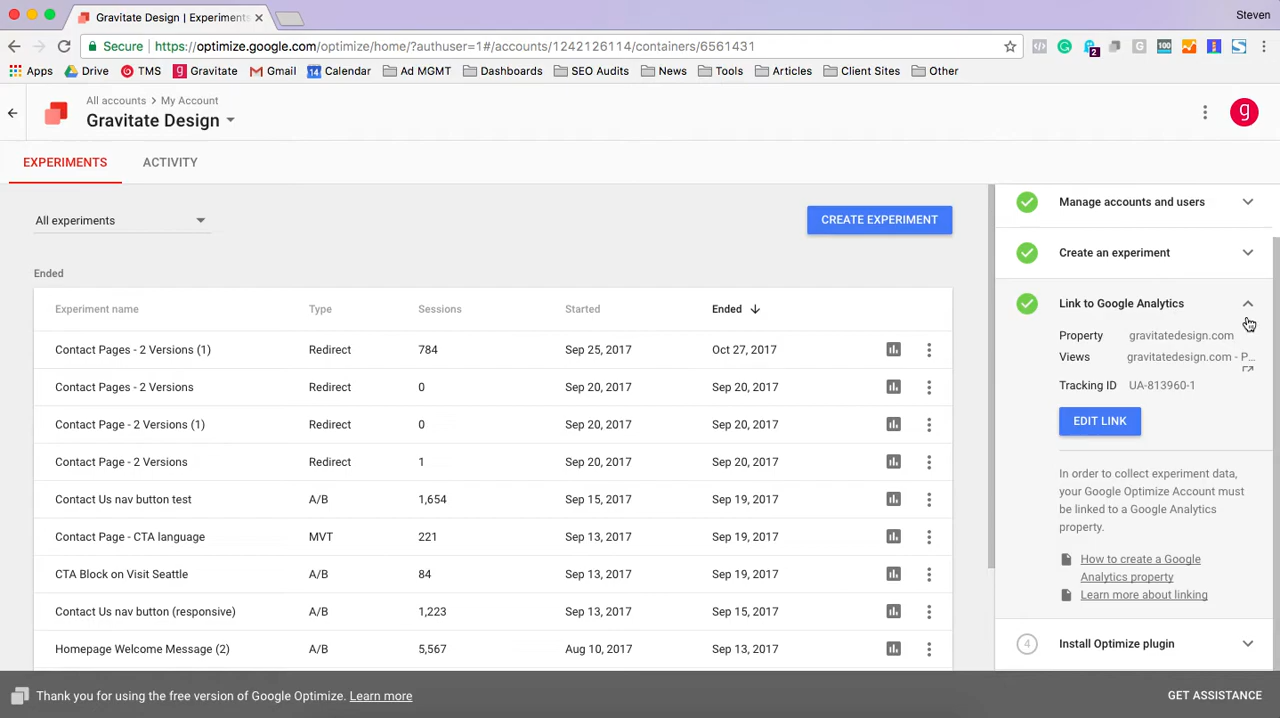 Gravitate Design | Experiments
Steven
Secure https://optimize.google.com/optimize/home/?authuser=1#/accounts/1242126114/containers/6561431
2
100
Apps Drive TMS Gravitate Gmail 14 Calendar Ad MGMT Dashboards SEO Audits News Tools Articles Client Sites Other
All accounts > My Account
Gravitate Design
g
EXPERIMENTS ACTIVITY
All experiments
CREATE EXPERIMENT
Ended
Experiment name Type Sessions Started Ended
Contact Pages - 2 Versions (1) Redirect 784 Sep 25, 2017 Oct 27, 2017
Contact Pages - 2 Versions Redirect 0 Sep 20, 2017 Sep 20, 2017
Contact Page - 2 Versions (1) Redirect 0 Sep 20, 2017 Sep 20, 2017
Contact Page - 2 Versions Redirect 1 Sep 20, 2017 Sep 20, 2017
Contact Us nav button test A/B 1,654 Sep 15, 2017 Sep 19, 2017
Contact Page - CTA language MVT 221 Sep 13, 2017 Sep 19, 2017
CTA Block on Visit Seattle A/B 84 Sep 13, 2017 Sep 19, 2017
Contact Us nav button (responsive) A/B 1,223 Sep 13, 2017 Sep 15, 2017
Homepage Welcome Message (2) A/B 5,567 Aug 10, 2017 Sep 13, 2017
Manage accounts and users
Create an experiment
Link to Google Analytics
Property gravitatedesign.com
Views gravitatedesign.com - P...
Tracking ID UA-813960-1
EDIT LINK
In order to collect experiment data,
your Google Optimize Account must
be linked to a Google Analytics
property.
How to create a Google
Analytics property
Learn more about linking
4 Install Optimize plugin
Thank you for using the free version of Google Optimize. Learn more
GET ASSISTANCE